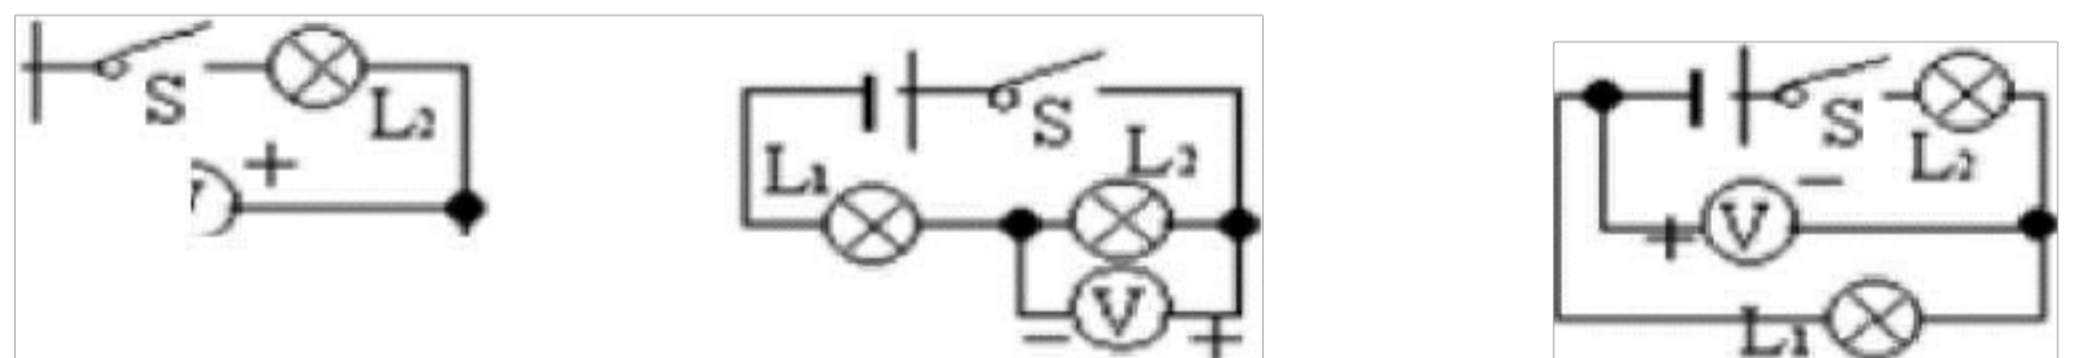 S L₂
+
S
L₁ L₂
V
− +
S L₂
−
+ V
L₁